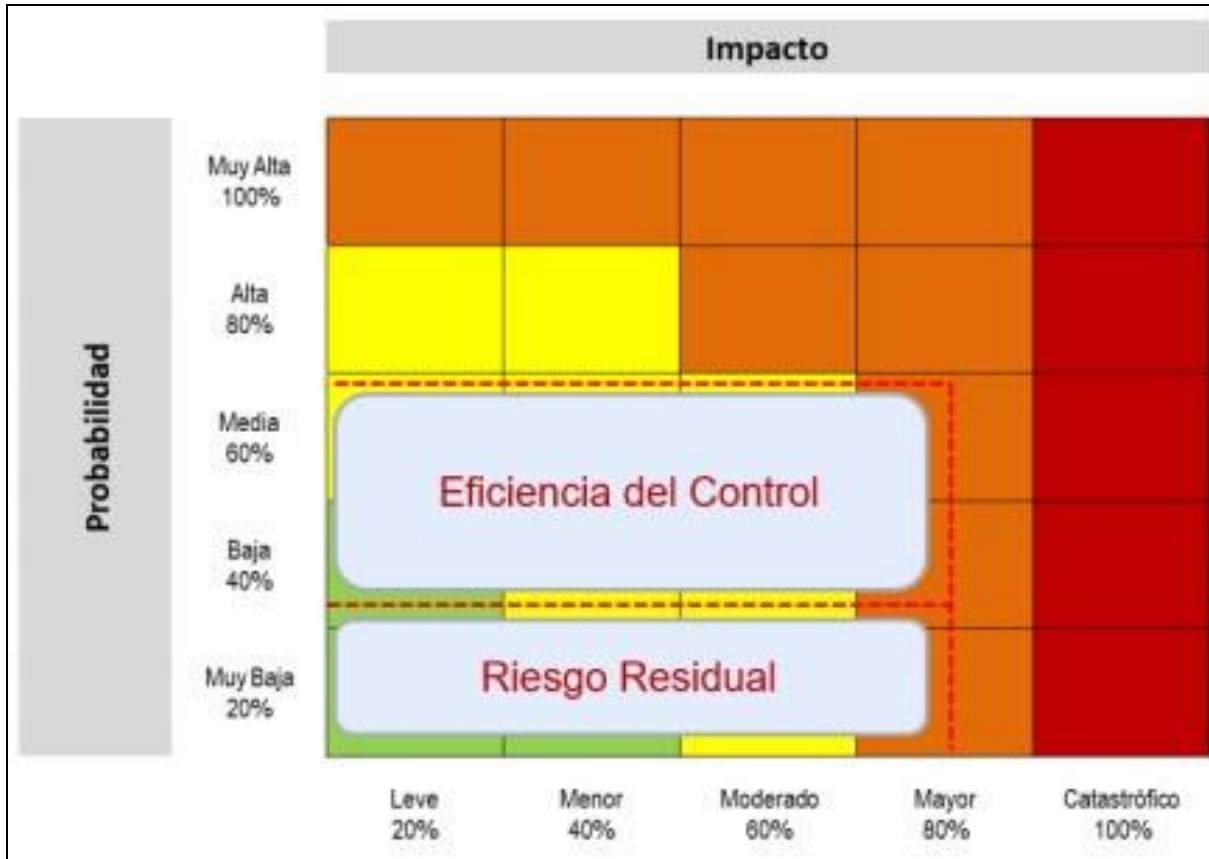 Impacto
Probabilidad
Muy Alta
100%
Alta
80%
Media
60%
Eficiencia del Control
Baja
40%
Muy Baja
20%
Riesgo Residual
Leve
20%
Menor
40%
Moderado
60%
Mayor
80%
Catastrófico
100%